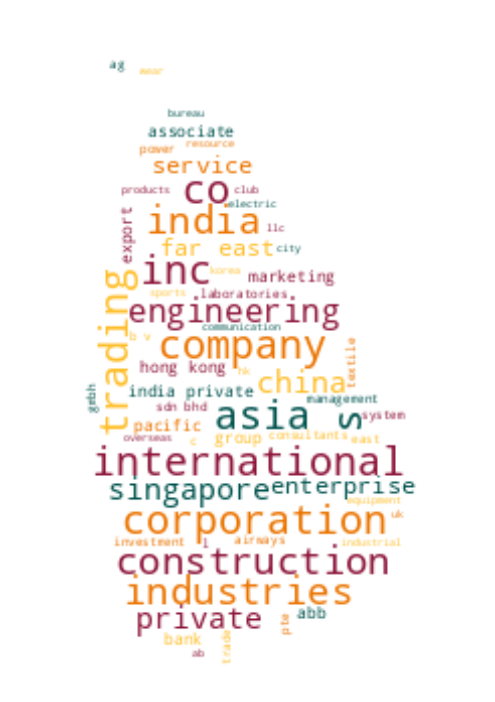 ag
wear
bureau
associate
power resource
service
products co club
electric
export india llc
far east city
inc korea marketing
trading sports laboratories
engineering
communication
b v company textile
hong kong hk china
gmbh india private management
sdn bhd asia s system
pacific
overseas c group consultants east
international
singapore enterprise
equipment
corporation uk
investment l airways industrial
construction
industries
private pte abb
bank trade
ab